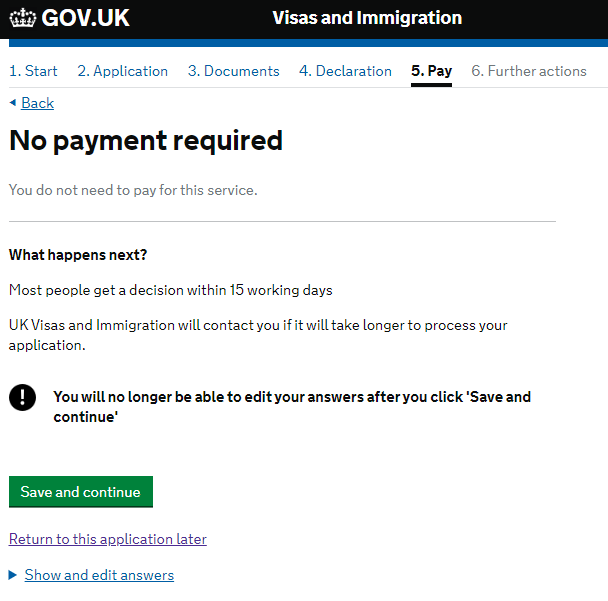 GOV.UK
Visas and Immigration
1. Start 2. Application 3. Documents 4. Declaration 5. Pay 6. Further actions
Back
No payment required
You do not need to pay for this service.
What happens next?
Most people get a decision within 15 working days
UK Visas and Immigration will contact you if it will take longer to process your
application.
! You will no longer be able to edit your answers after you click 'Save and
continue'
Save and continue
Return to this application later
Show and edit answers